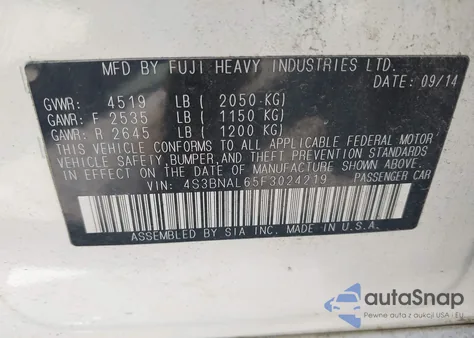 MFD BY FUJI HEAVY INDUSTRIES LTD.
DATE: 09/14
GVWR: 4519 LB ( 2050 KG)
GAWR: F 2535 LB ( 1150 KG)
GAWR: R 2645 LB ( 1200 KG)
THIS VEHICLE CONFORMS TO ALL APPLICABLE FEDERAL MOTOR
VEHICLE SAFETY, BUMPER, AND THEFT PREVENTION STANDARDS
IN EFFECT ON THE DATE OF MANUFACTURE SHOWN ABOVE.
VIN: 4S3BNAL65F3024219 PASSENGER CAR
ASSEMBLED BY SIA INC. MADE IN U.S.A.
autoSnap
Pewne auta z aukcji USA i EU